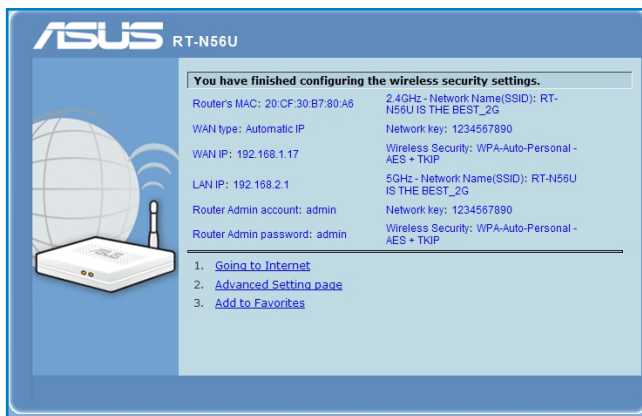 ASUS RT-N56U
You have finished configuring the wireless security settings.
Router's MAC: 20:CF:30:B7:80:A6
2.4GHz - Network Name(SSID): RT-
N56U IS THE BEST_2G
WAN type: Automatic IP
Network key: 1234567890
WAN IP: 192.168.1.17
Wireless Security: WPA-Auto-Personal -
AES + TKIP
LAN IP: 192.168.2.1
5GHz - Network Name(SSID): RT-N56U
IS THE BEST_2G
Router Admin account: admin
Network key: 1234567890
Router Admin password: admin
Wireless Security: WPA-Auto-Personal -
AES + TKIP
1. Going to Internet
2. Advanced Setting page
3. Add to Favorites
ASUS